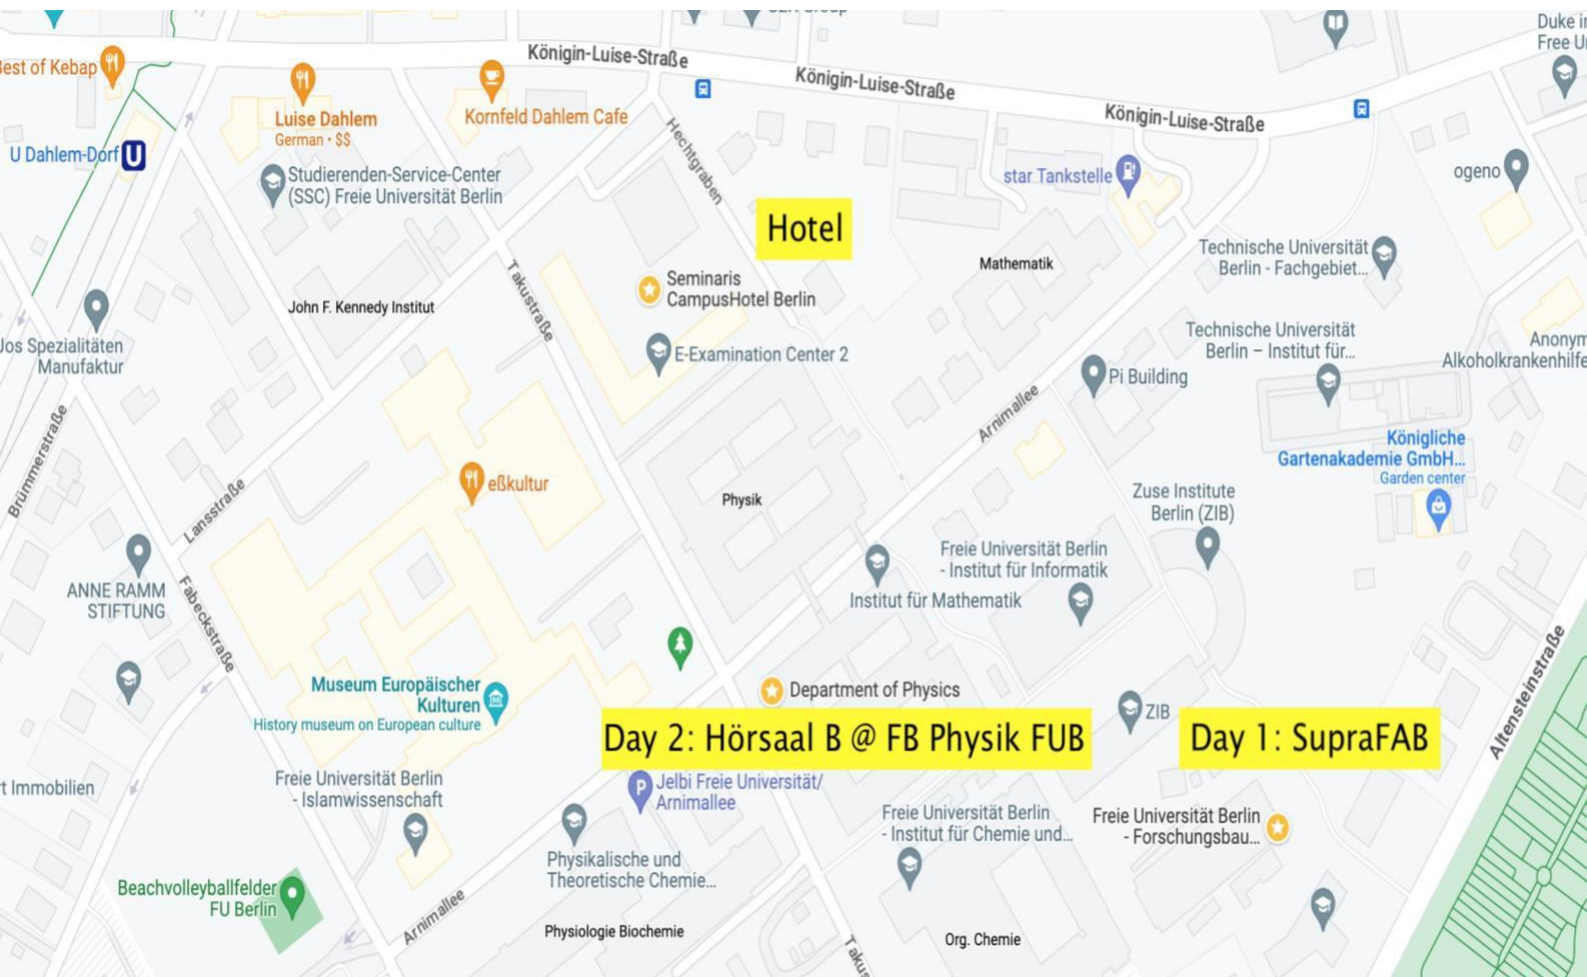 Königin-Luise-Straße
Königin-Luise-Straße
Königin-Luise-Straße
Duke
Free
of Kebap
Luise Dahlem
German • $$
Kornfeld Dahlem Cafe
U Dahlem-Dorf
U
Studierenden-Service-Center
(SSC) Freie Universität Berlin
Hechtgraben
star Tankstelle
ogeno
Hotel
Mathematik
Technische Universität
Berlin - Fachgebiet...
Takustraße
Seminaris
CampusHotel Berlin
John F. Kennedy Institut
Jos Spezialitäten
Manufaktur
E-Examination Center 2
Technische Universität
Berlin – Institut für...
Anonym
Alkoholkrankenhilfe
Pi Building
Arnimallee
Brümmerstraße
Königliche
Gartenakademie GmbH...
Garden center
Lansstraße
eßkultur
Physik
Zuse Institute
Berlin (ZIB)
Freie Universität Berlin
- Institut für Informatik
Institut für Mathematik
ANNE RAMM
STIFTUNG
Fabeckstraße
Altensteinstraße
Museum Europäischer
Kulturen
History museum on European culture
Department of Physics
ZIB
Day 2: Hörsaal B @ FB Physik FUB
Day 1: SupraFAB
Immobilien
Freie Universität Berlin
- Islamwissenschaft
P
Jelbi Freie Universität/
Arnimallee
Freie Universität Berlin
- Institut für Chemie und...
Freie Universität Berlin
- Forschungsbau...
Physikalische und
Theoretische Chemie...
Beachvolleyballfelder
FU Berlin
Arnimallee
Physiologie Biochemie
Takus
Org. Chemie